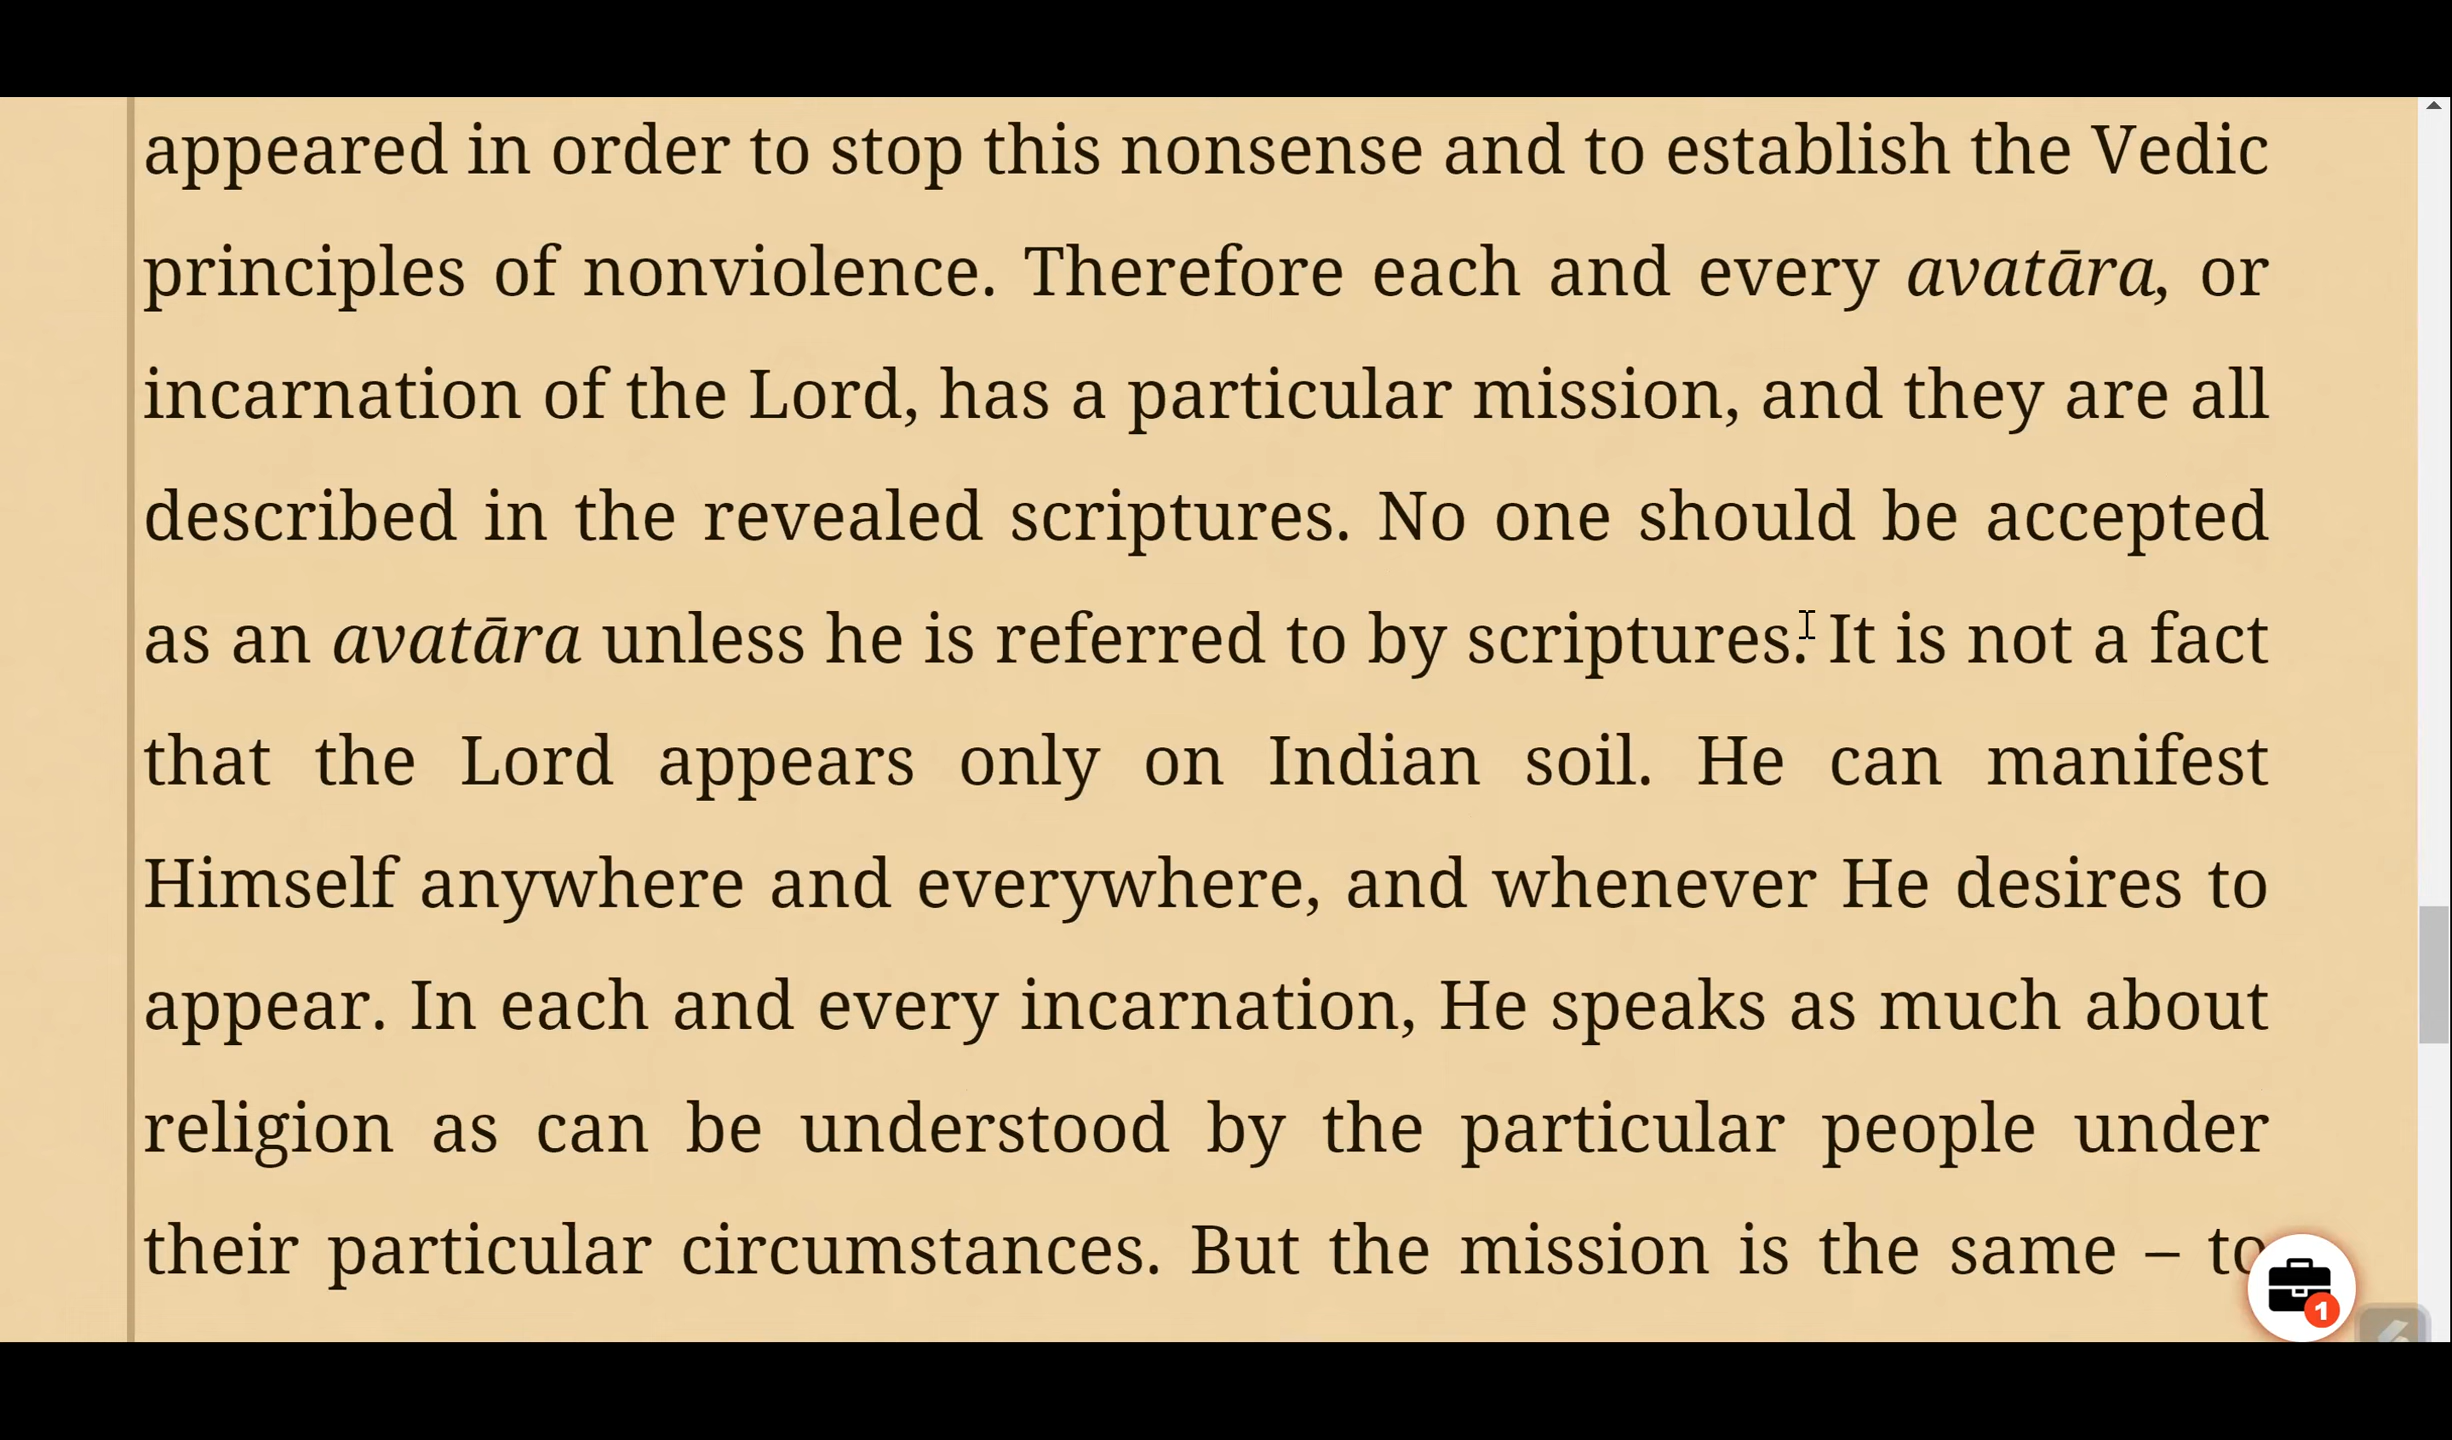 appeared in order to stop this nonsense and to establish the Vedic
principles of nonviolence. Therefore each and every avatāra, or
incarnation of the Lord, has a particular mission, and they are all
described in the revealed scriptures. No one should be accepted
as an avatāra unless he is referred to by scriptures. It is not a fact
that the Lord appears only on Indian soil. He can manifest
Himself anywhere and everywhere, and whenever He desires to
appear. In each and every incarnation, He speaks as much about
religion as can be understood by the particular people under
their particular circumstances. But the mission is the same – to
1